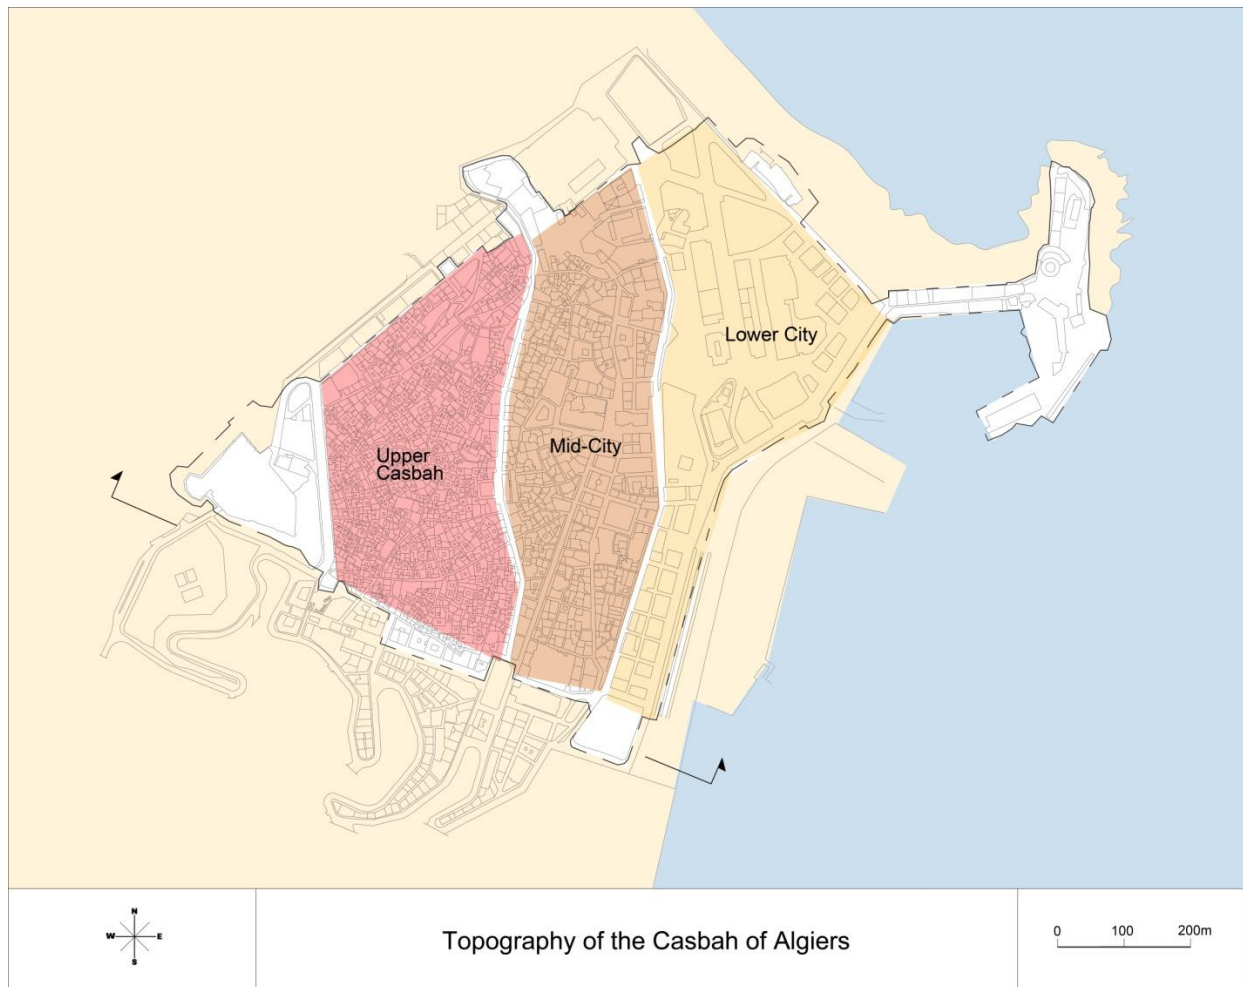 Lower City
Mid-City
Upper
Casbah
N
W E
S
Topography of the Casbah of Algiers
0 100 200m